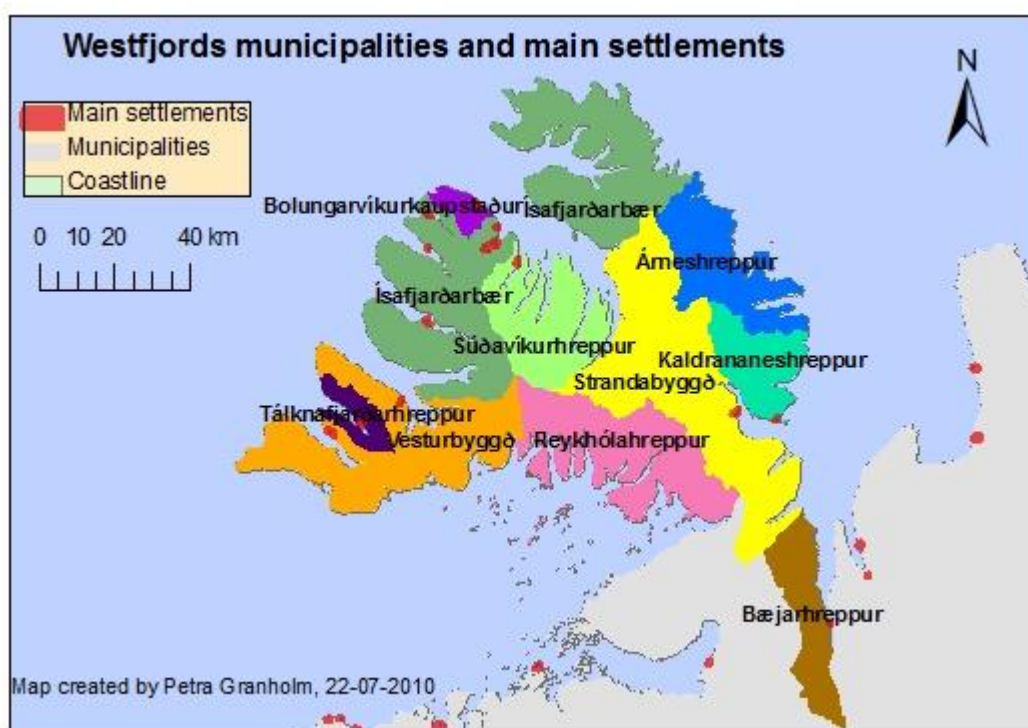 Westfjords municipalities and main settlements
N
Main settlements
Municipalities
Coastline
0 10 20 40 km
Bolungarvíkurkaupstaður
Ísafjarðarbær
Árneshreppur
Ísafjarðarbær
Súðavíkurhreppur
Kaldrananeshreppur
Strandabyggð
Tálknafjarðarhreppur
Vesturbyggð
Reykhólahreppur
Bæjarhreppur
Map created by Petra Granholm, 22-07-2010